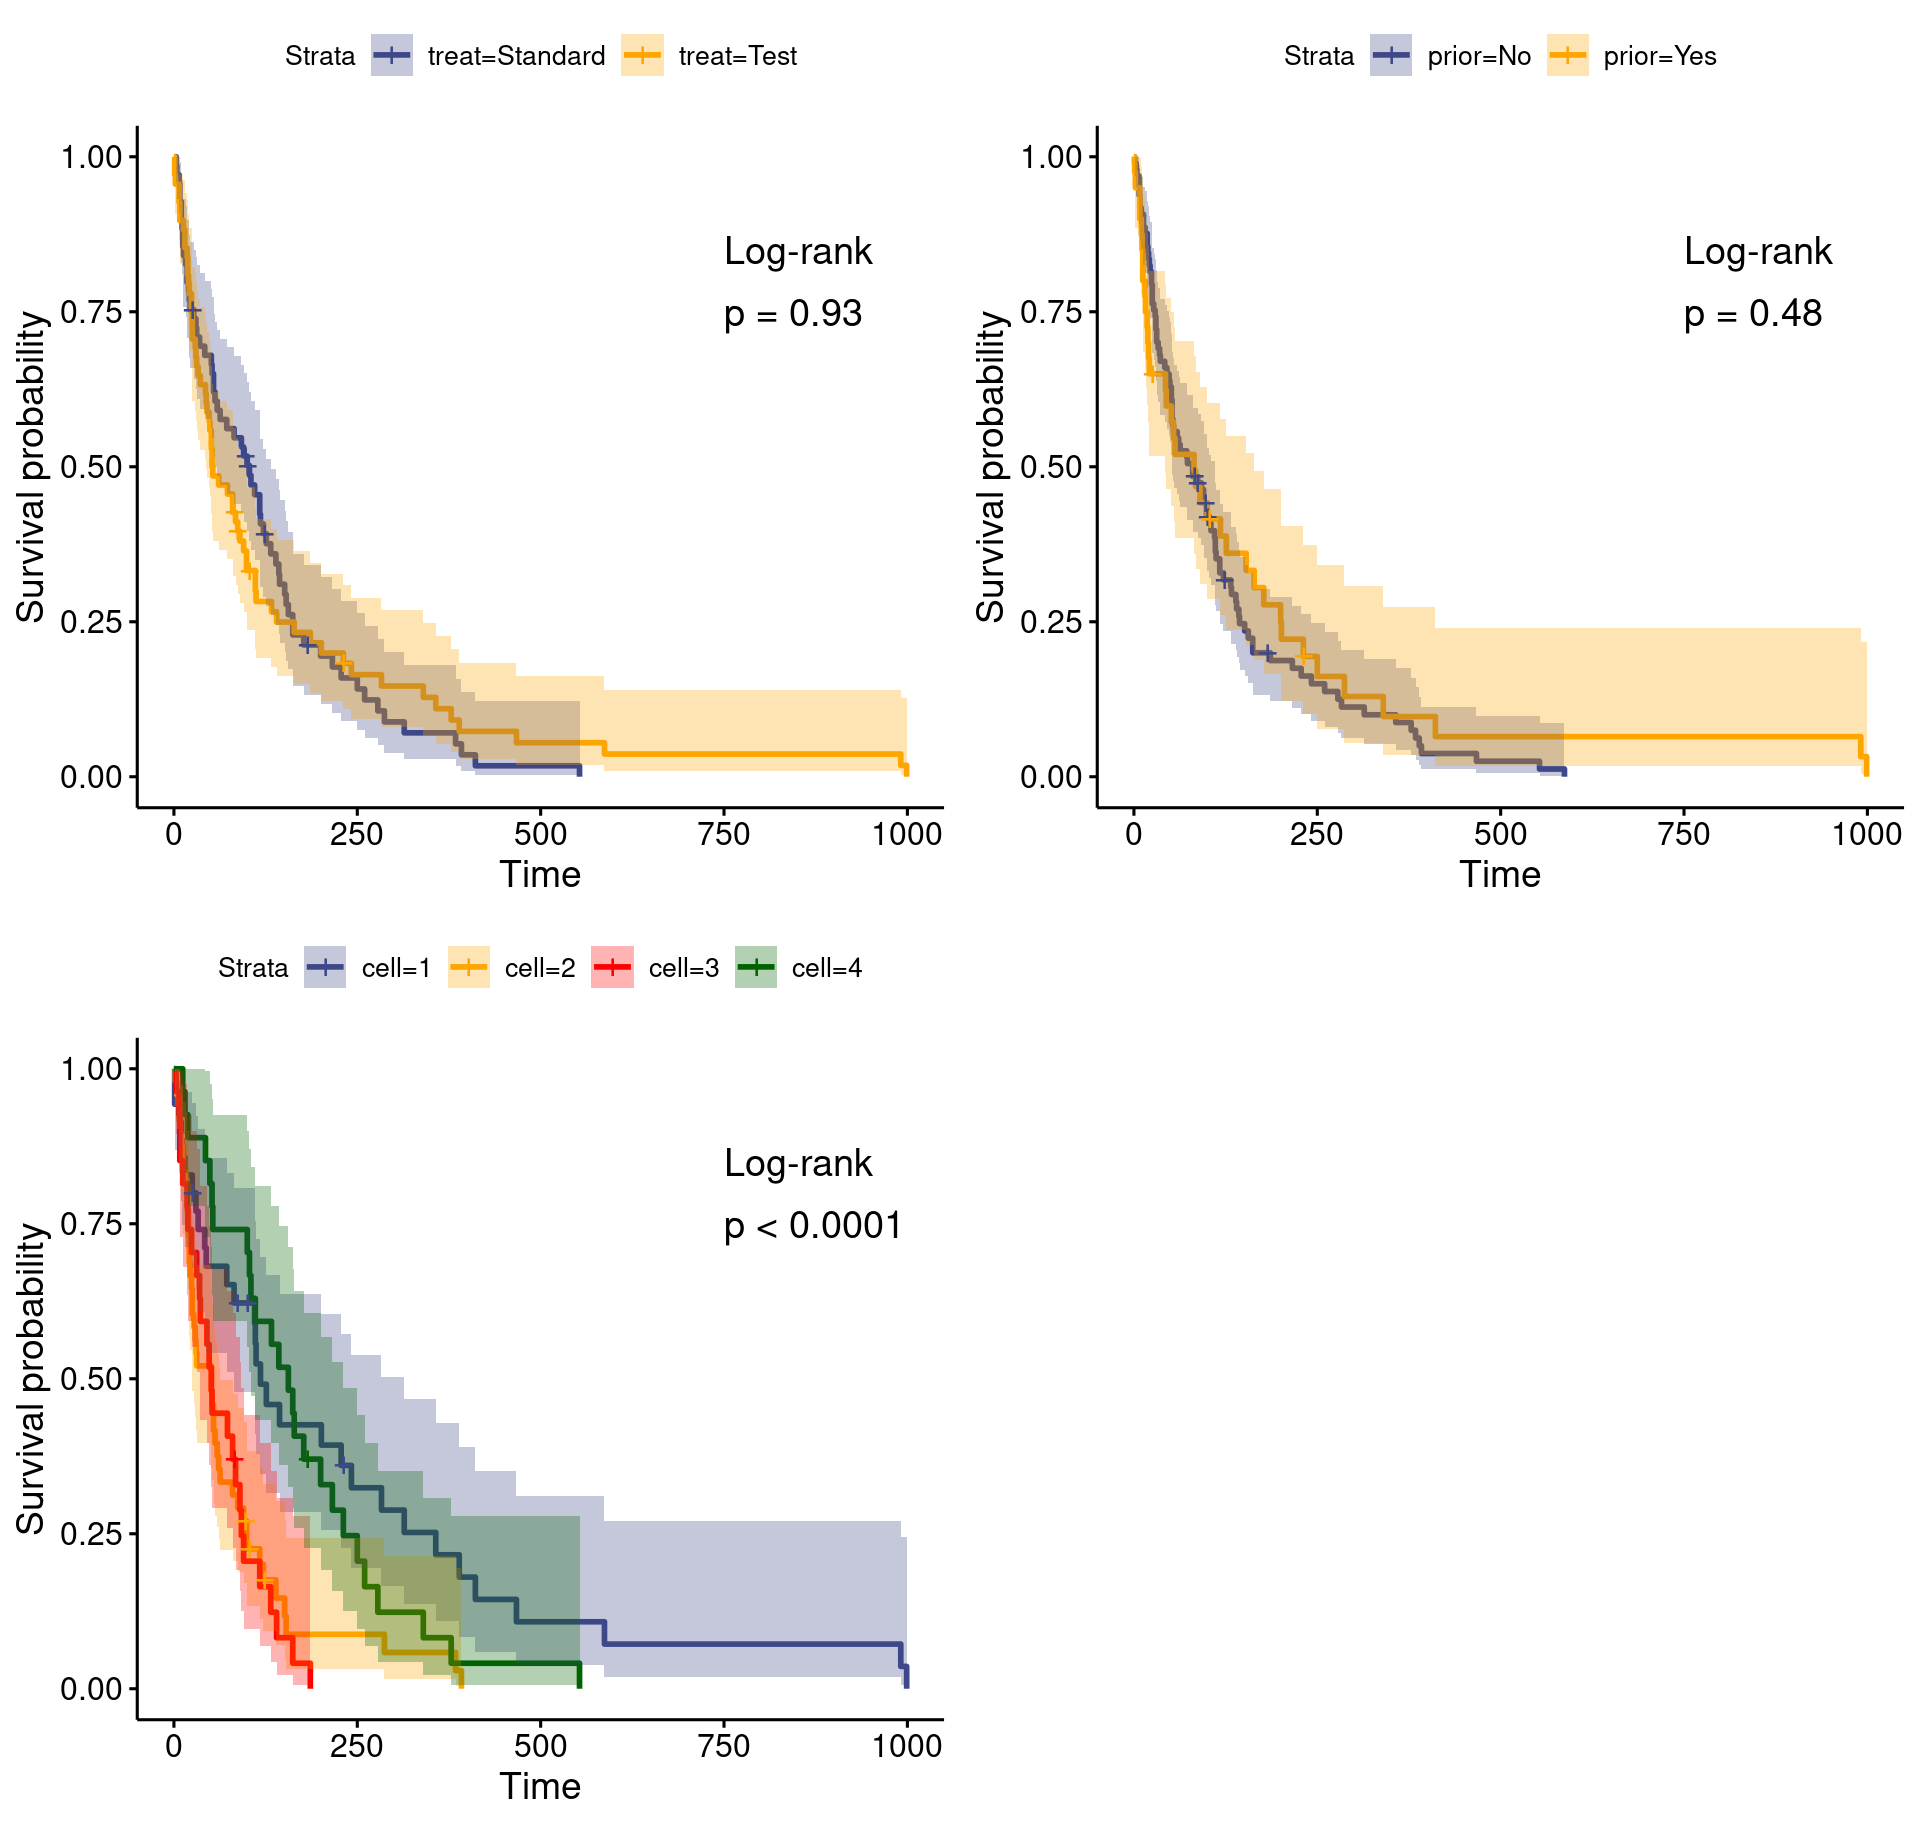 Strata treat=Standard treat=Test
Survival probability
1.00
0.75
0.50
0.25
0.00
Log-rank
p = 0.93
0 250 500 750 1000
Time
Strata prior=No prior=Yes
Survival probability
1.00
0.75
0.50
0.25
0.00
Log-rank
p = 0.48
0 250 500 750 1000
Time
Strata cell=1 cell=2 cell=3 cell=4
Survival probability
1.00
0.75
0.50
0.25
0.00
Log-rank
p < 0.0001
0 250 500 750 1000
Time